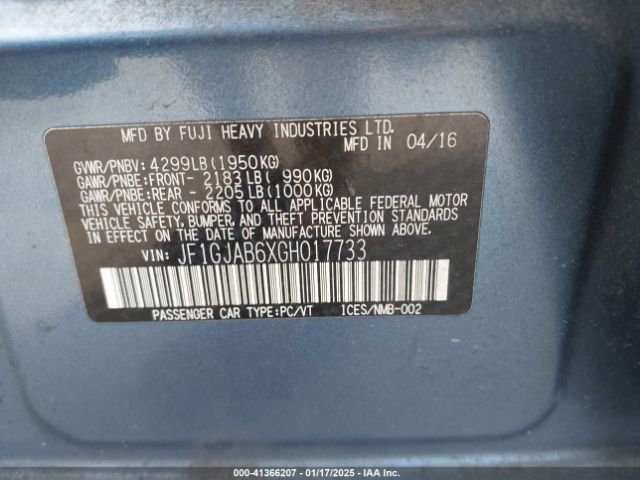 MFD BY FUJI HEAVY INDUSTRIES LTD.
MFD IN 04/16
GVWR/PNBV: 4299LB(1950KG)
GAWR/PNBE:FRONT- 2183LB( 990KG)
GAWR/PNBE:REAR - 2205LB(1000KG)
THIS VEHICLE CONFORMS TO ALL APPLICABLE FEDERAL MOTOR
VEHICLE SAFETY, BUMPER, AND THEFT PREVENTION STANDARDS
IN EFFECT ON THE DATE OF MANUFACTURE SHOWN ABOVE.
VIN: JF1GJAB6XGH017733
PASSENGER CAR TYPE:PC/VT ICES/NMB-002
000-41366207 - 01/17/2025 - IAA, Inc.